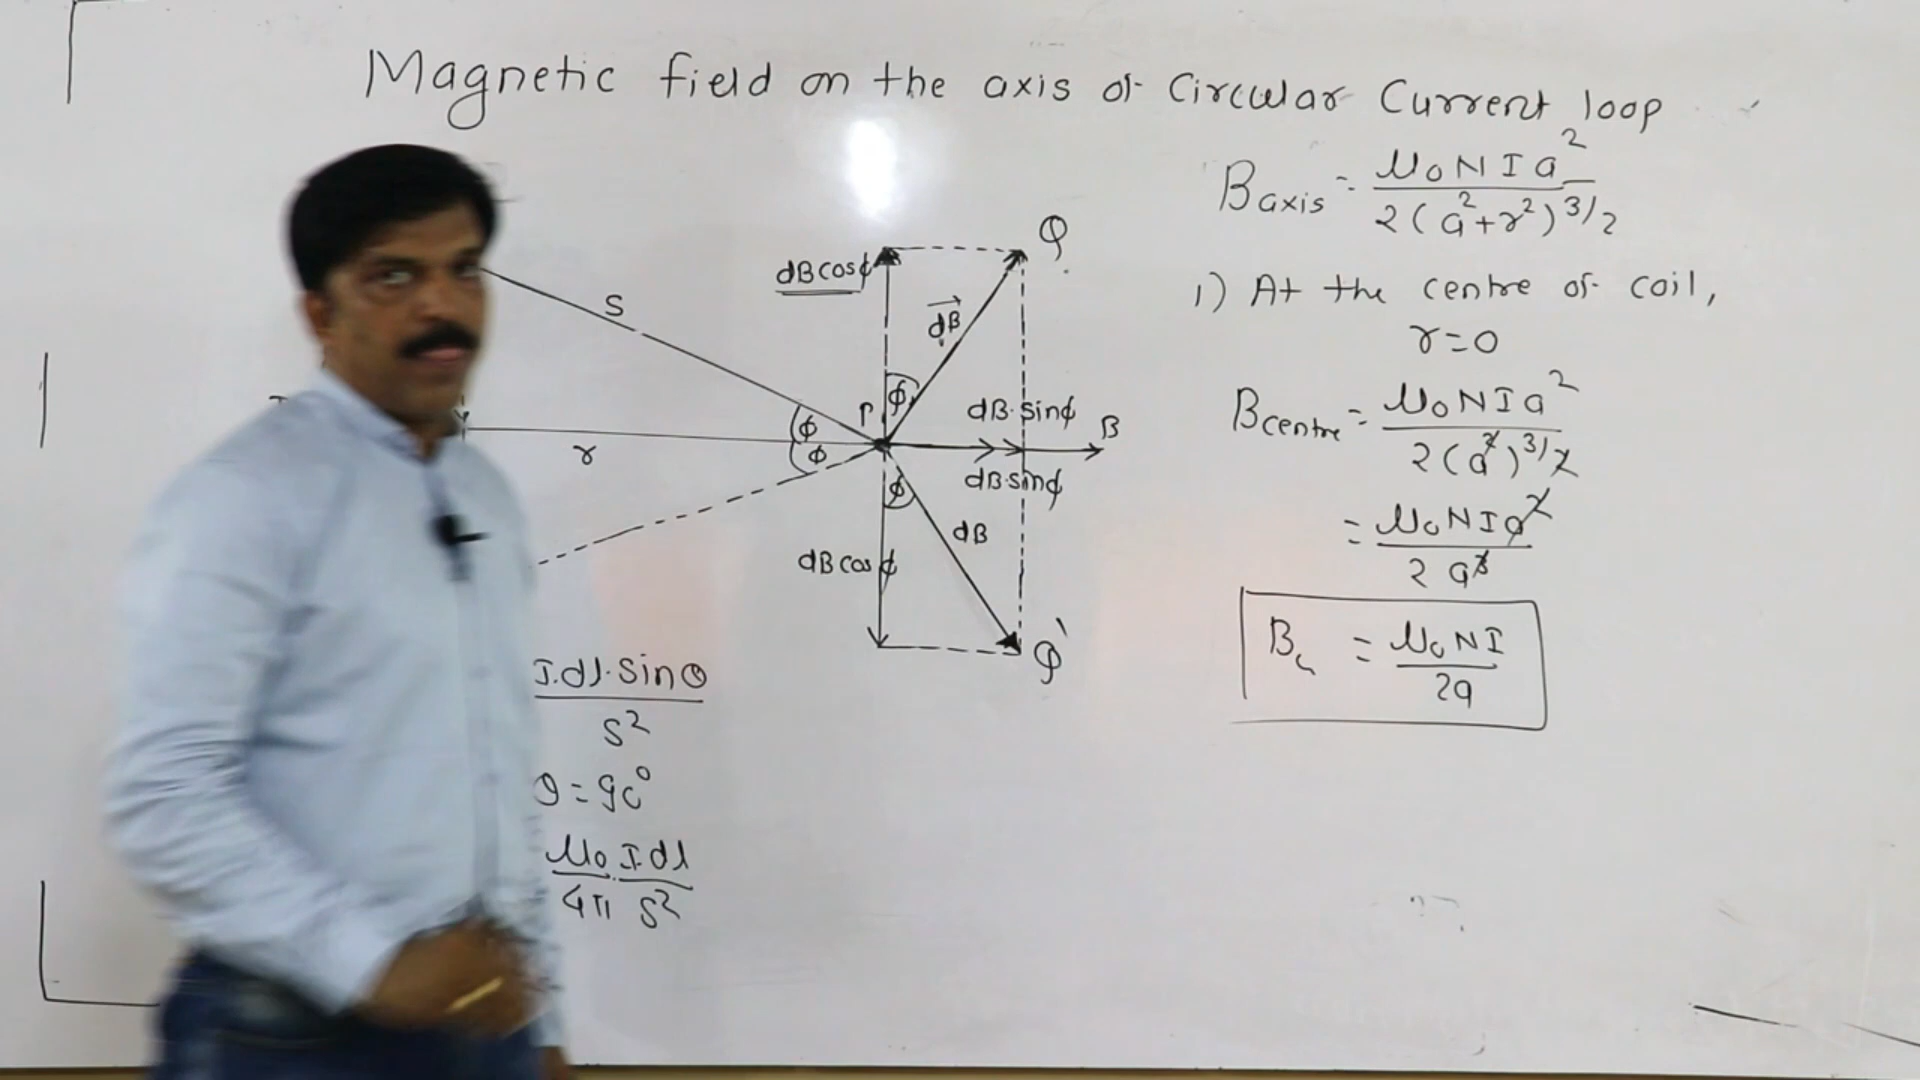 Magnetic field on the axis of Circular Current loop
B axis = μ0 N I a² / 2 (a² + r²)^3/2
1) At the centre of coil,
r = 0
B centre = μ0 N I a² / 2 (a²)^3/2
= μ0 N I a² / 2 a³
Bc = μ0 N I / 2a
Q
dB cosϕ
S
dB
ϕ
P
dB·sinϕ
B
ϕ
r
ϕ
dB·sinϕ
ϕ
dB
dB cosϕ
Q'
I·dl·sinθ / S²
θ = 90°
μ0 / 4π · I dl / S²